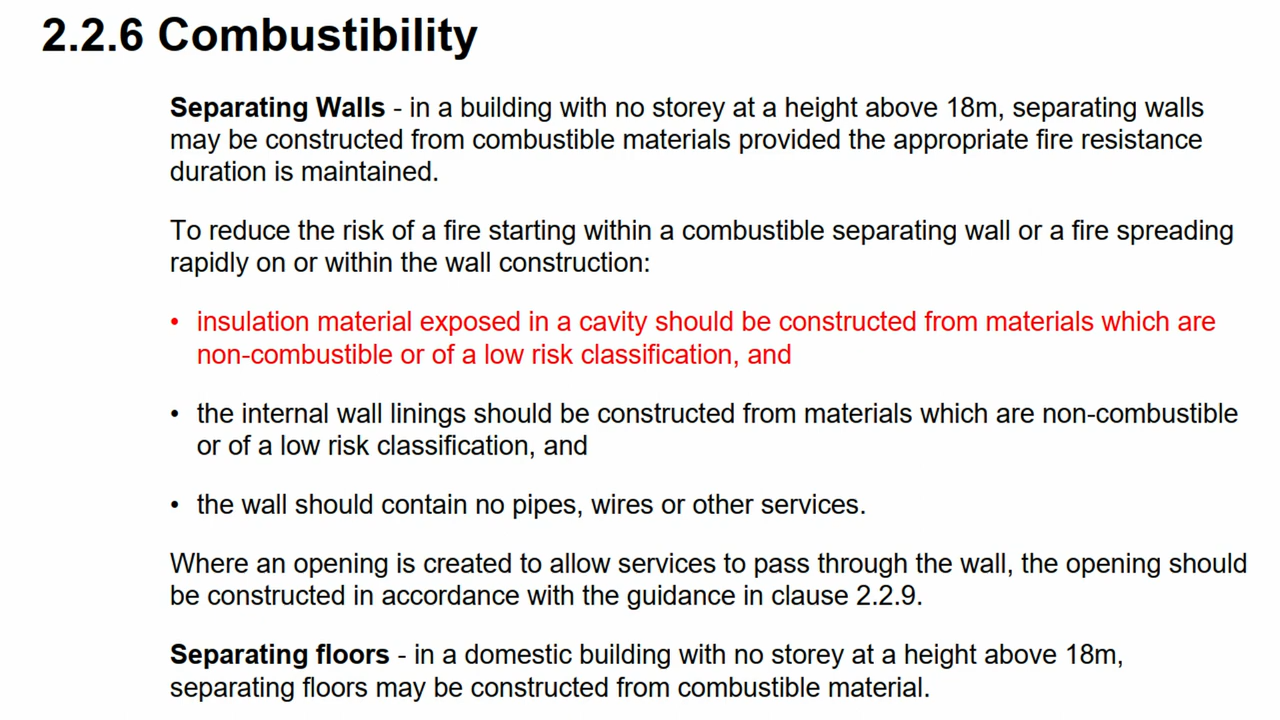 2.2.6 Combustibility
Separating Walls - in a building with no storey at a height above 18m, separating walls
may be constructed from combustible materials provided the appropriate fire resistance
duration is maintained.
To reduce the risk of a fire starting within a combustible separating wall or a fire spreading
rapidly on or within the wall construction:
• insulation material exposed in a cavity should be constructed from materials which are
non-combustible or of a low risk classification, and
• the internal wall linings should be constructed from materials which are non-combustible
or of a low risk classification, and
• the wall should contain no pipes, wires or other services.
Where an opening is created to allow services to pass through the wall, the opening should
be constructed in accordance with the guidance in clause 2.2.9.
Separating floors - in a domestic building with no storey at a height above 18m,
separating floors may be constructed from combustible material.